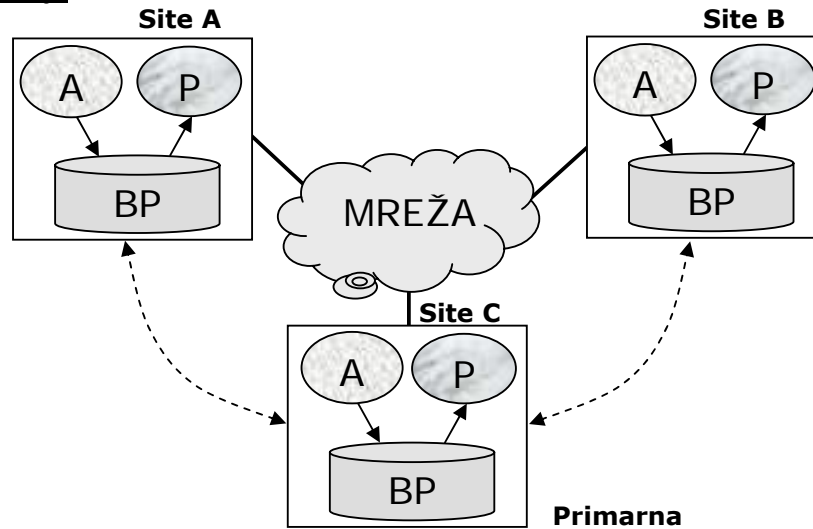 Site A
Site B
A P
BP
A P
BP
MREŽA
Site C
A P
BP
Primarna